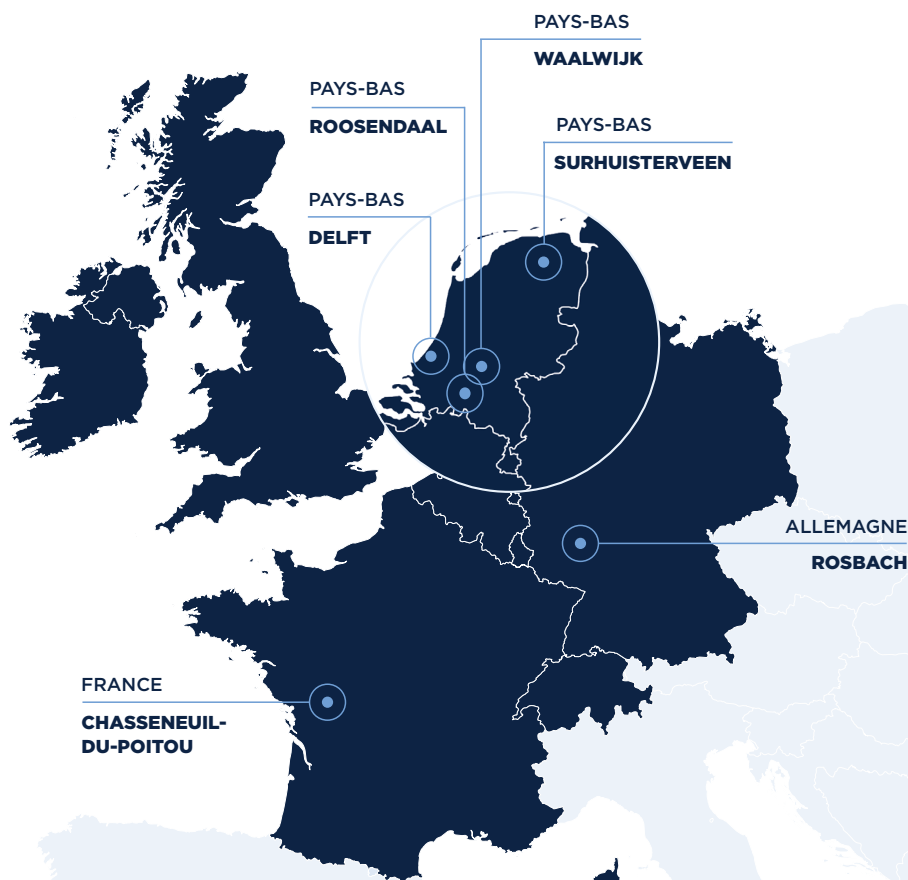 PAYS-BAS
WAALWIJK
PAYS-BAS
ROOSENDAAL
PAYS-BAS
SURHUISTERVEEN
PAYS-BAS
DELFT
ALLEMAGNE
ROSBACH
FRANCE
CHASSENEUIL-
DU-POITOU